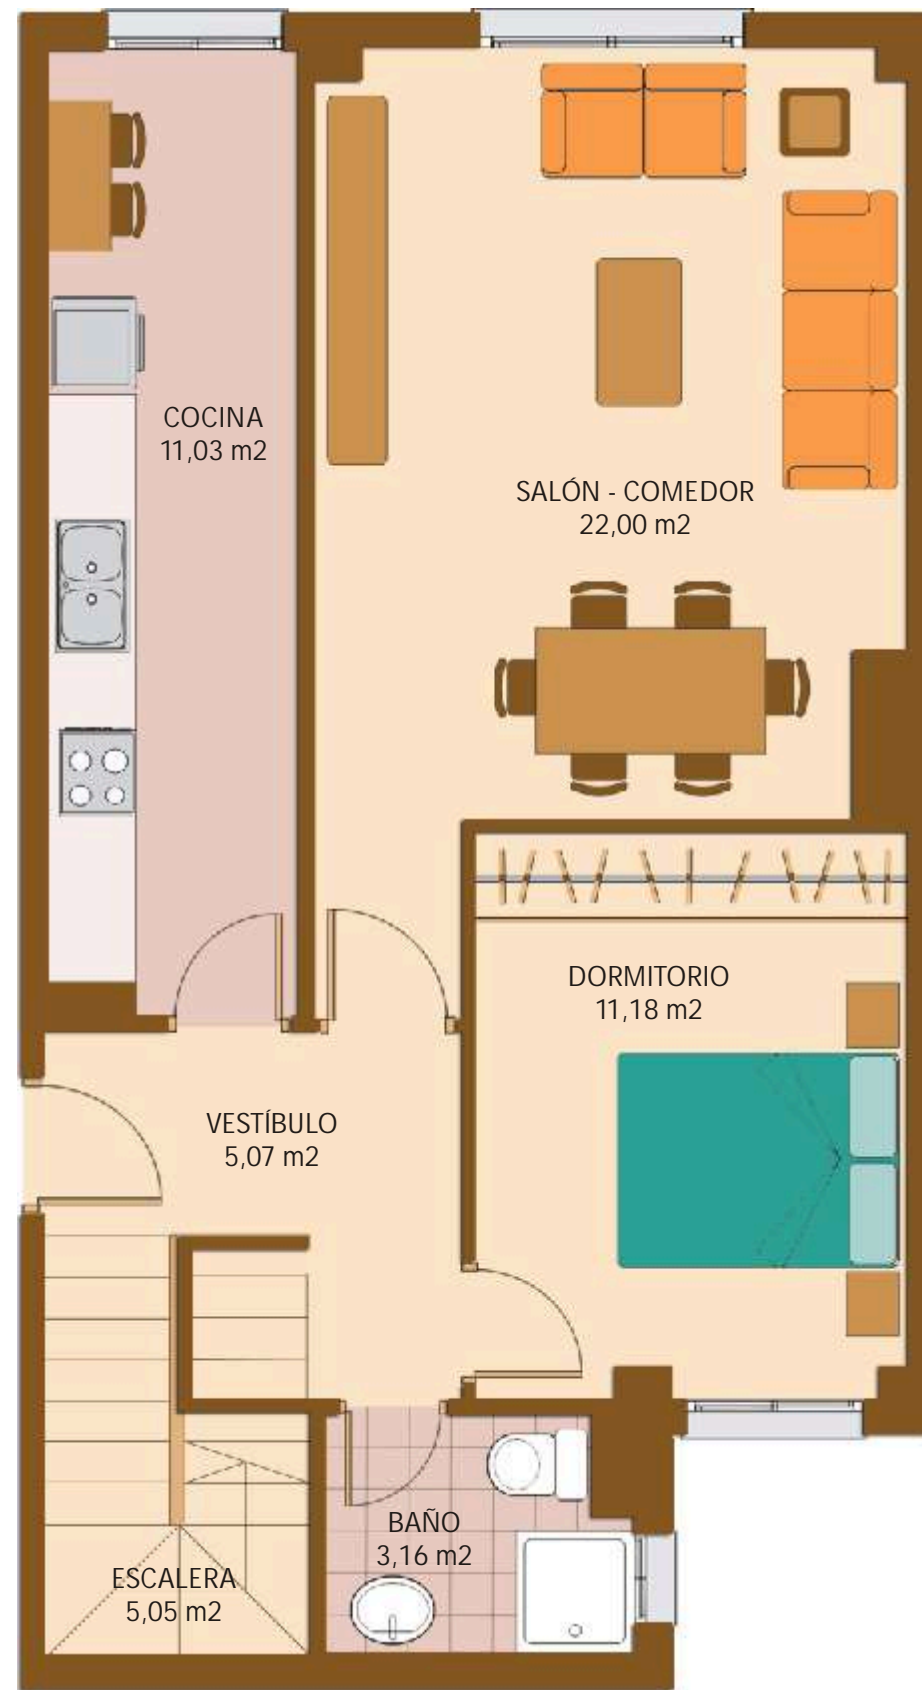 COCINA
11,03 m2
SALÓN - COMEDOR
22,00 m2
DORMITORIO
11,18 m2
VESTÍBULO
5,07 m2
BAÑO
3,16 m2
ESCALERA
5,05 m2